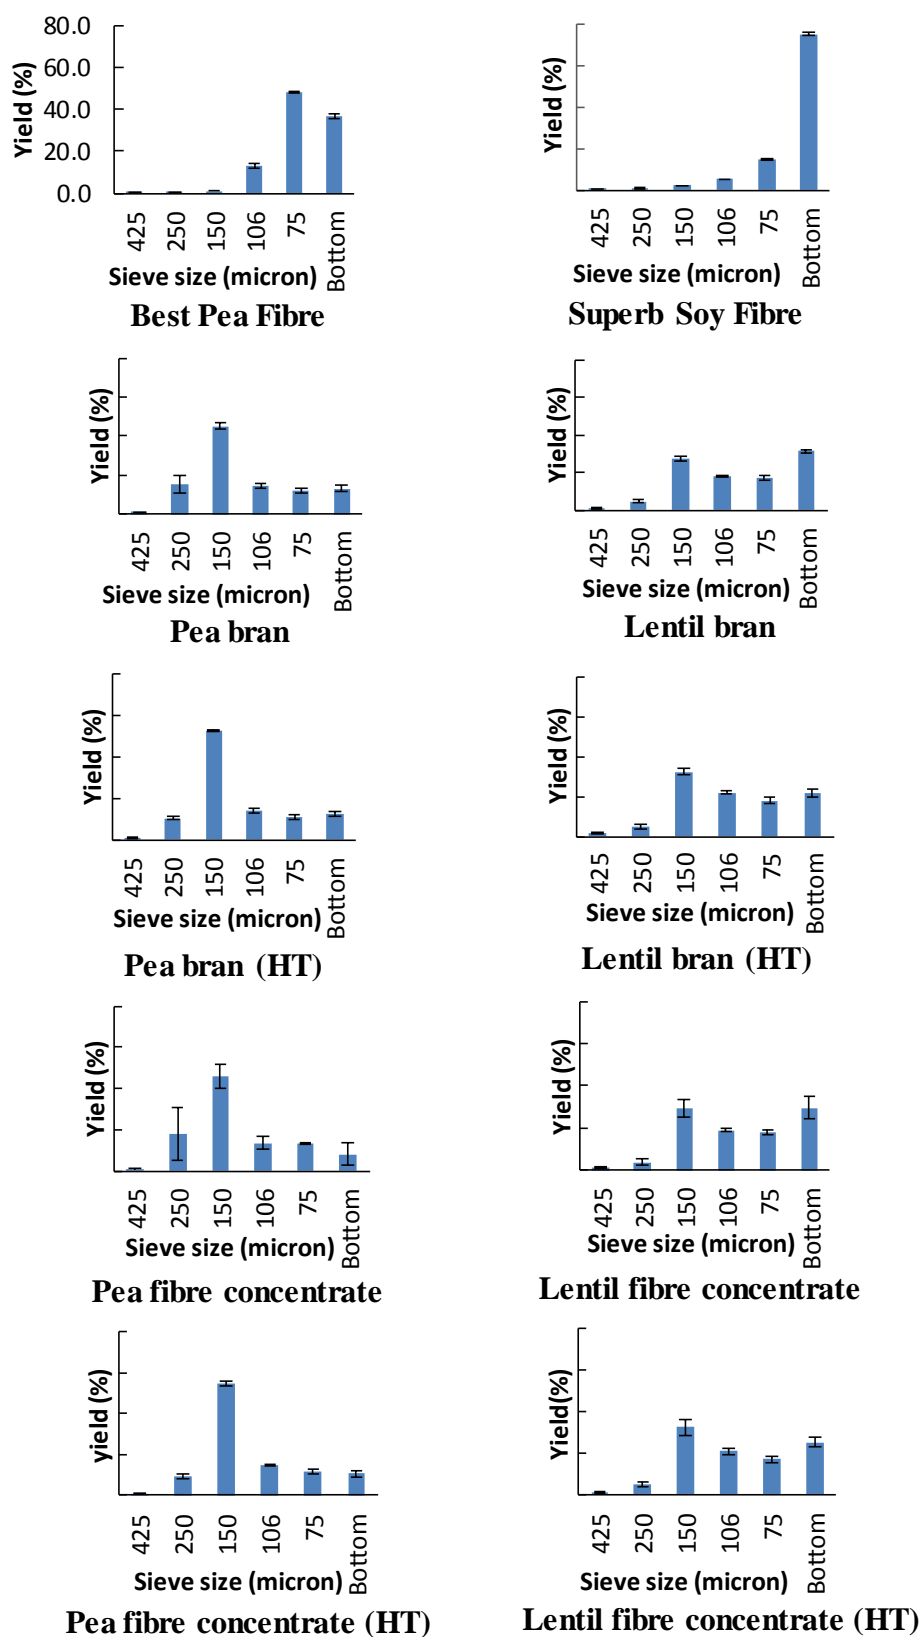 80.0
60.0
40.0
20.0
0.0
Yield (%)
425 250 150 106 75 Bottom
Sieve size (micron)
Best Pea Fibre
Yield (%)
425 250 150 106 75 Bottom
Sieve size (micron)
Superb Soy Fibre
Yield (%)
425 250 150 106 75 Bottom
Sieve size (micron)
Pea bran
Yield (%)
425 250 150 106 75 Bottom
Sieve size (micron)
Lentil bran
Yield (%)
425 250 150 106 75 Bottom
Sieve size (micron)
Pea bran (HT)
Yield (%)
425 250 150 106 75 Bottom
Sieve size (micron)
Lentil bran (HT)
Yield (%)
425 250 150 106 75 Bottom
Sieve size (micron)
Pea fibre concentrate
Yield (%)
425 250 150 106 75 Bottom
Sieve size (micron)
Lentil fibre concentrate
yield (%)
425 250 150 106 75 Bottom
Sieve size (micron)
Pea fibre concentrate (HT)
Yield(%)
425 250 150 106 75 Bottom
Sieve size (micron)
Lentil fibre concentrate (HT)